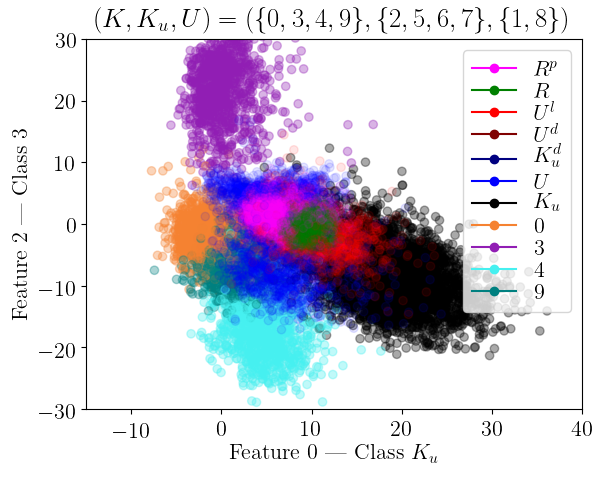 (K, K_u, U) = ({0, 3, 4, 9}, {2, 5, 6, 7}, {1, 8})
30
20
10
0
−10
−20
−30
Feature 2 — Class 3
R^p
R
U^l
U^d
K_u^d
U
K_u
0
3
4
9
−10 0 10 20 30 40
Feature 0 — Class K_u